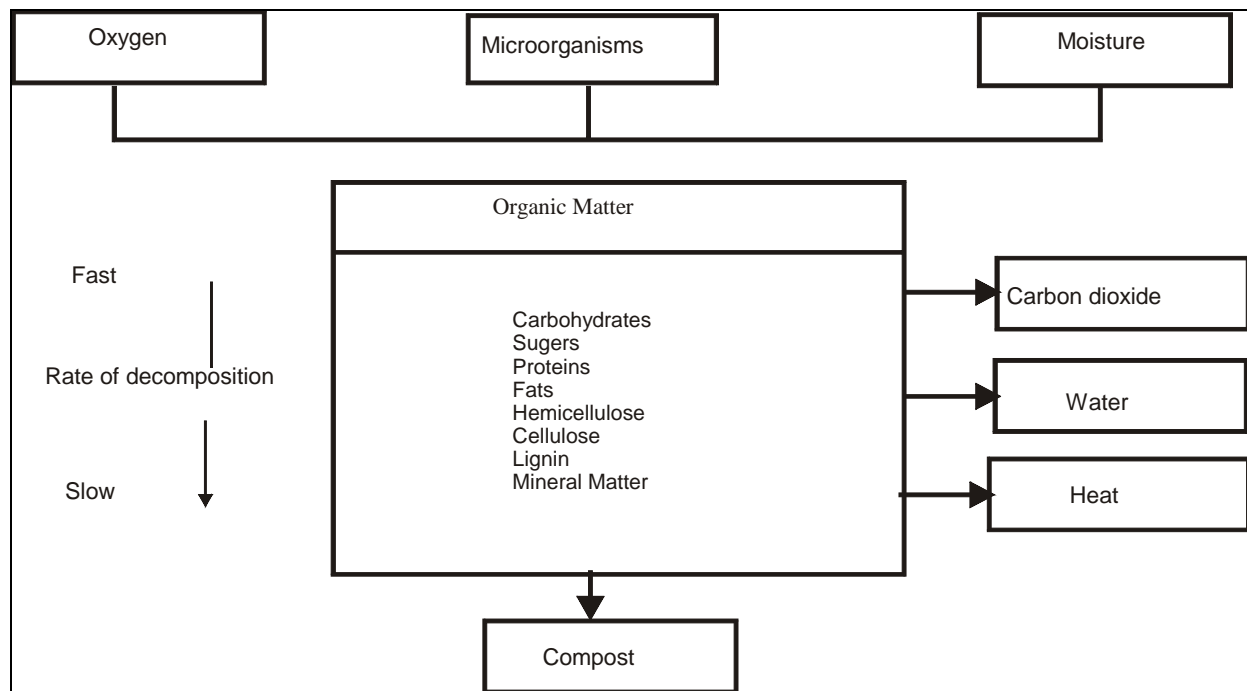 Oxygen
Microorganisms
Moisture
Organic Matter
Fast
Rate of decomposition
Slow
Carbohydrates
Sugers
Proteins
Fats
Hemicellulose
Cellulose
Lignin
Mineral Matter
Carbon dioxide
Water
Heat
Compost